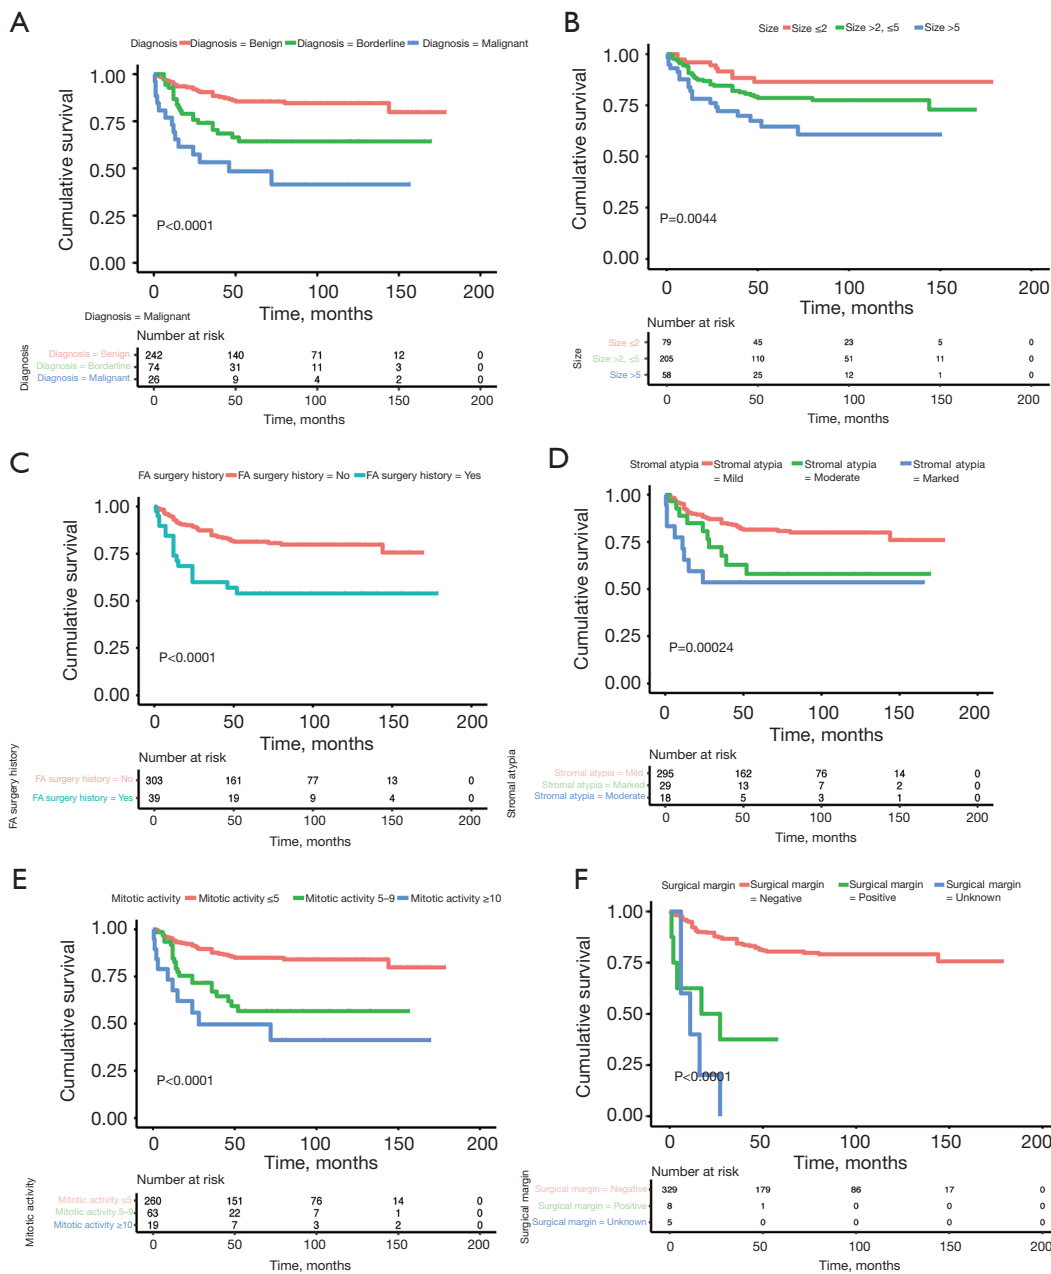 A
Diagnosis Diagnosis = Benign Diagnosis = Borderline Diagnosis = Malignant
Cumulative survival
1.00
0.75
0.50
0.25
0.00
P<0.0001
0 50 100 150 200
Time, months
Diagnosis = Malignant
Number at risk
Diagnosis
Diagnosis = Benign 242 140 71 12 0
Diagnosis = Borderline 74 31 11 3 0
Diagnosis = Malignant 26 9 4 2 0
0 50 100 150 200
Time, months
B
Size Size ≤2 Size >2, ≤5 Size >5
Cumulative survival
1.00
0.75
0.50
0.25
0.00
P=0.0044
0 50 100 150 200
Time, months
Number at risk
Size
Size ≤2 79 45 23 5 0
Size >2, ≤5 205 110 51 11 0
Size >5 58 25 12 1 0
0 50 100 150 200
Time, months
C
FA surgery history FA surgery history = No FA surgery history = Yes
Cumulative survival
1.00
0.75
0.50
0.25
0.00
P<0.0001
0 50 100 150 200
Time, months
Number at risk
FA surgery history
FA surgery history = No 303 161 77 13 0
FA surgery history = Yes 39 19 9 4 0
0 50 100 150 200
Time, months
D
Stromal atypia Stromal atypia Stromal atypia Stromal atypia
= Mild = Moderate = Marked
Cumulative survival
1.00
0.75
0.50
0.25
0.00
P=0.00024
0 50 100 150 200
Time, months
Number at risk
Stromal atypia
Stromal atypia = Mild 295 162 76 14 0
Stromal atypia = Marked 29 13 7 2 0
Stromal atypia = Moderate 18 5 3 1 0
0 50 100 150 200
Time, months
E
Mitotic activity Mitotic activity ≤5 Mitotic activity 5–9 Mitotic activity ≥10
Cumulative survival
1.00
0.75
0.50
0.25
0.00
P<0.0001
0 50 100 150 200
Time, months
Number at risk
Mitotic activity
Mitotic activity ≤5 260 151 76 14 0
Mitotic activity 5–9 63 22 7 1 0
Mitotic activity ≥10 19 7 3 2 0
0 50 100 150 200
Time, months
F
Surgical margin Surgical margin Surgical margin Surgical margin
= Negative = Positive = Unknown
Cumulative survival
1.00
0.75
0.50
0.25
0.00
P<0.0001
0 50 100 150 200
Time, months
Number at risk
Surgical margin
Surgical margin = Negative 329 179 86 17 0
Surgical margin = Positive 8 1 0 0 0
Surgical margin = Unknown 5 0 0 0 0
0 50 100 150 200
Time, months